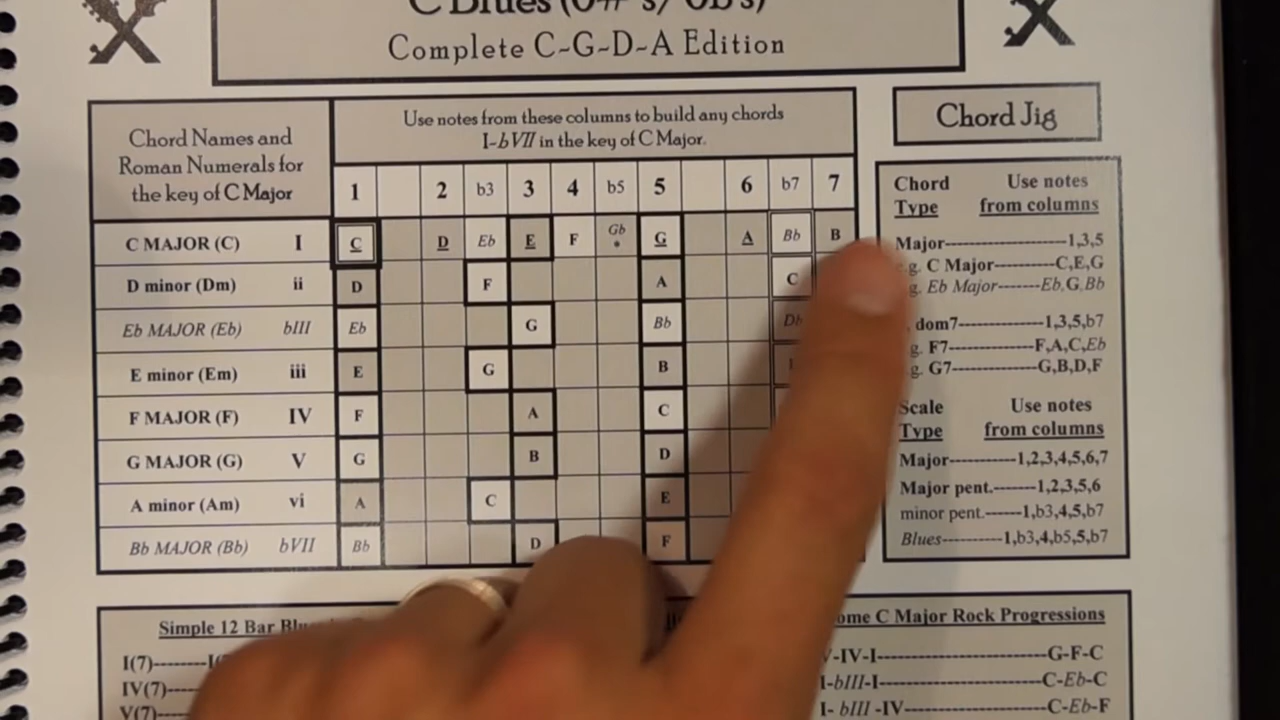 C Blues (0#'s/ 0b's)
Complete C-G-D-A Edition
Chord Names and
Roman Numerals for
the key of C Major
Use notes from these columns to build any chords
I-bVII in the key of C Major.
1 2 b3 3 4 b5 5 6 b7 7
C MAJOR (C) I C D Eb E F Gb G A Bb B
D minor (Dm) ii D F A C
Eb MAJOR (Eb) bIII Eb G Bb Db
E minor (Em) iii E G B
F MAJOR (F) IV F A C
G MAJOR (G) V G B D
A minor (Am) vi A C E
Bb MAJOR (Bb) bVII Bb D F
Chord Jig
Chord Use notes
Type from columns
Major-------------------1,3,5
g. C Major----------C,E,G
g. Eb Major-------Eb,G,Bb
dom7--------------1,3,5,b7
g. F7--------------F,A,C,Eb
g. G7--------------G,B,D,F
Scale Use notes
Type from columns
Major----------1,2,3,4,5,6,7
Major pent.-------1,2,3,5,6
minor pent.------1,b3,4,5,b7
Blues----------1,b3,4,b5,5,b7
Simple 12 Bar
I(7)--------
IV(7)--------
V(7)--------
ome C Major Rock Progressions
-IV-I---------------------G-F-C
I-bIII-I---------------------C-Eb-C
I- bIII -IV------------------C-Eb-F